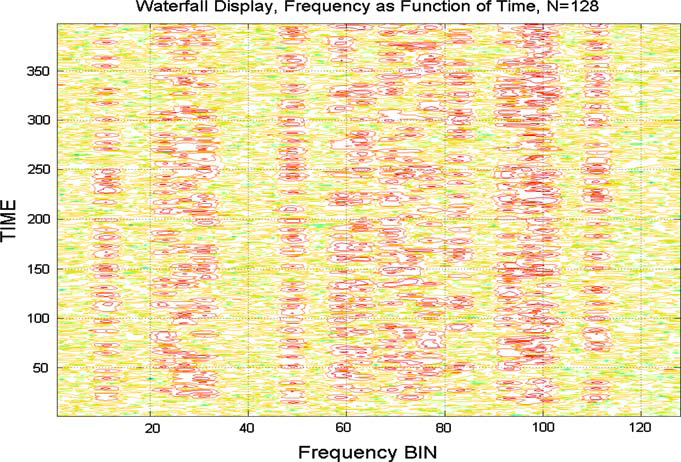 Waterfall Display, Frequency as Function of Time, N=128
TIME
350
300
250
200
150
100
50
20 40 60 80 100 120
Frequency BIN